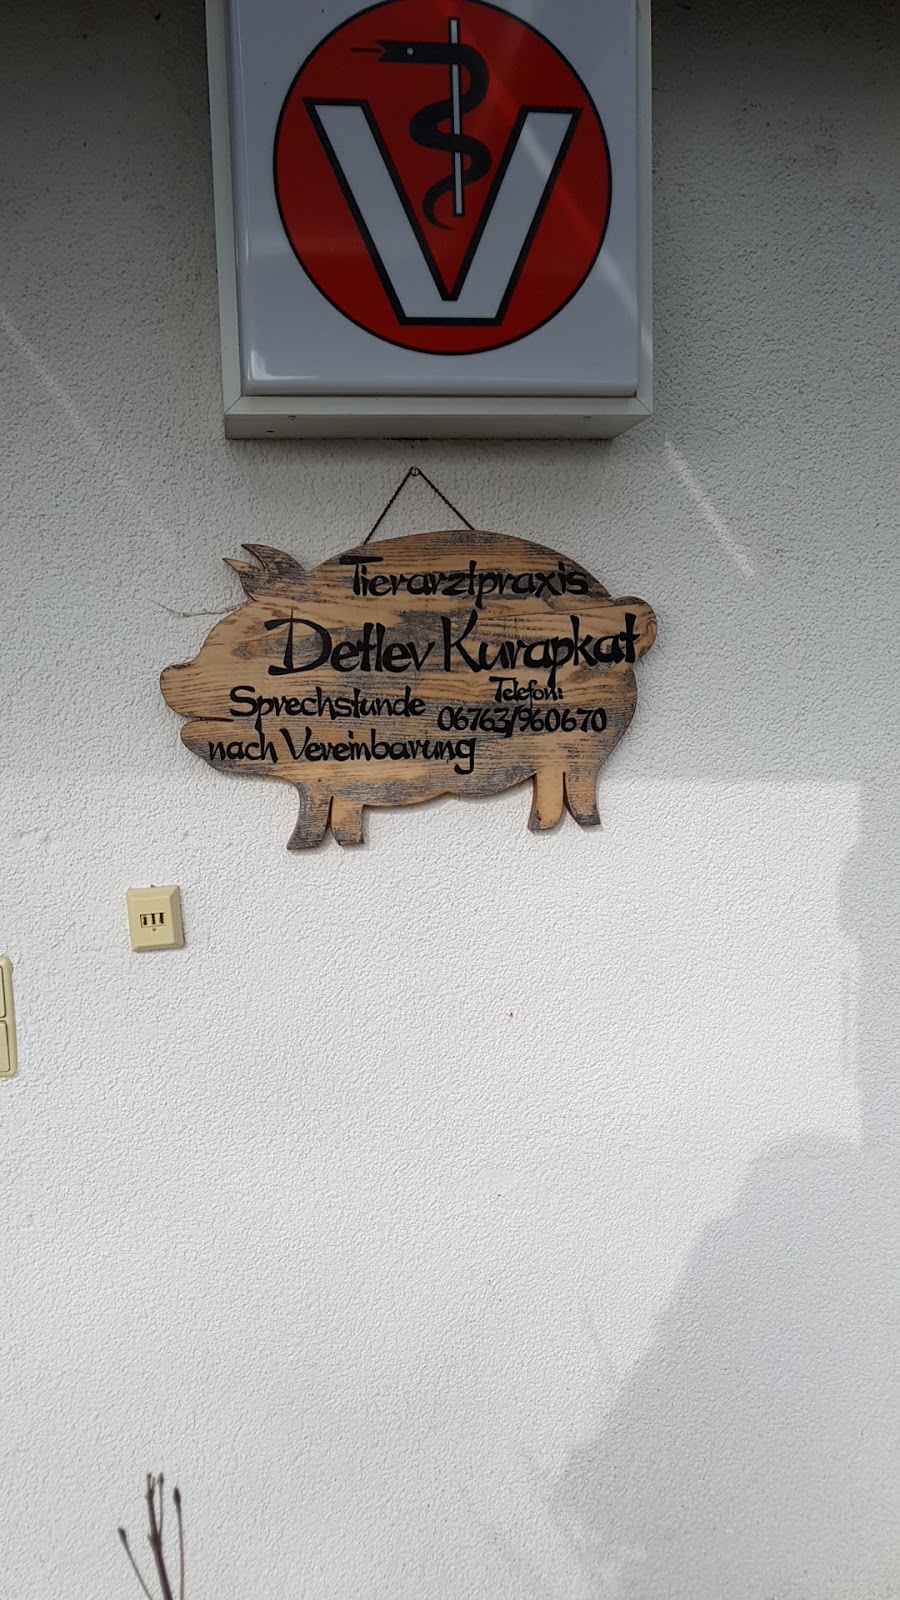 V
Tierarztpraxis
Detlev Kurapkat
Sprechstunde
nach Vereinbarung
Telefon:
06763/960670